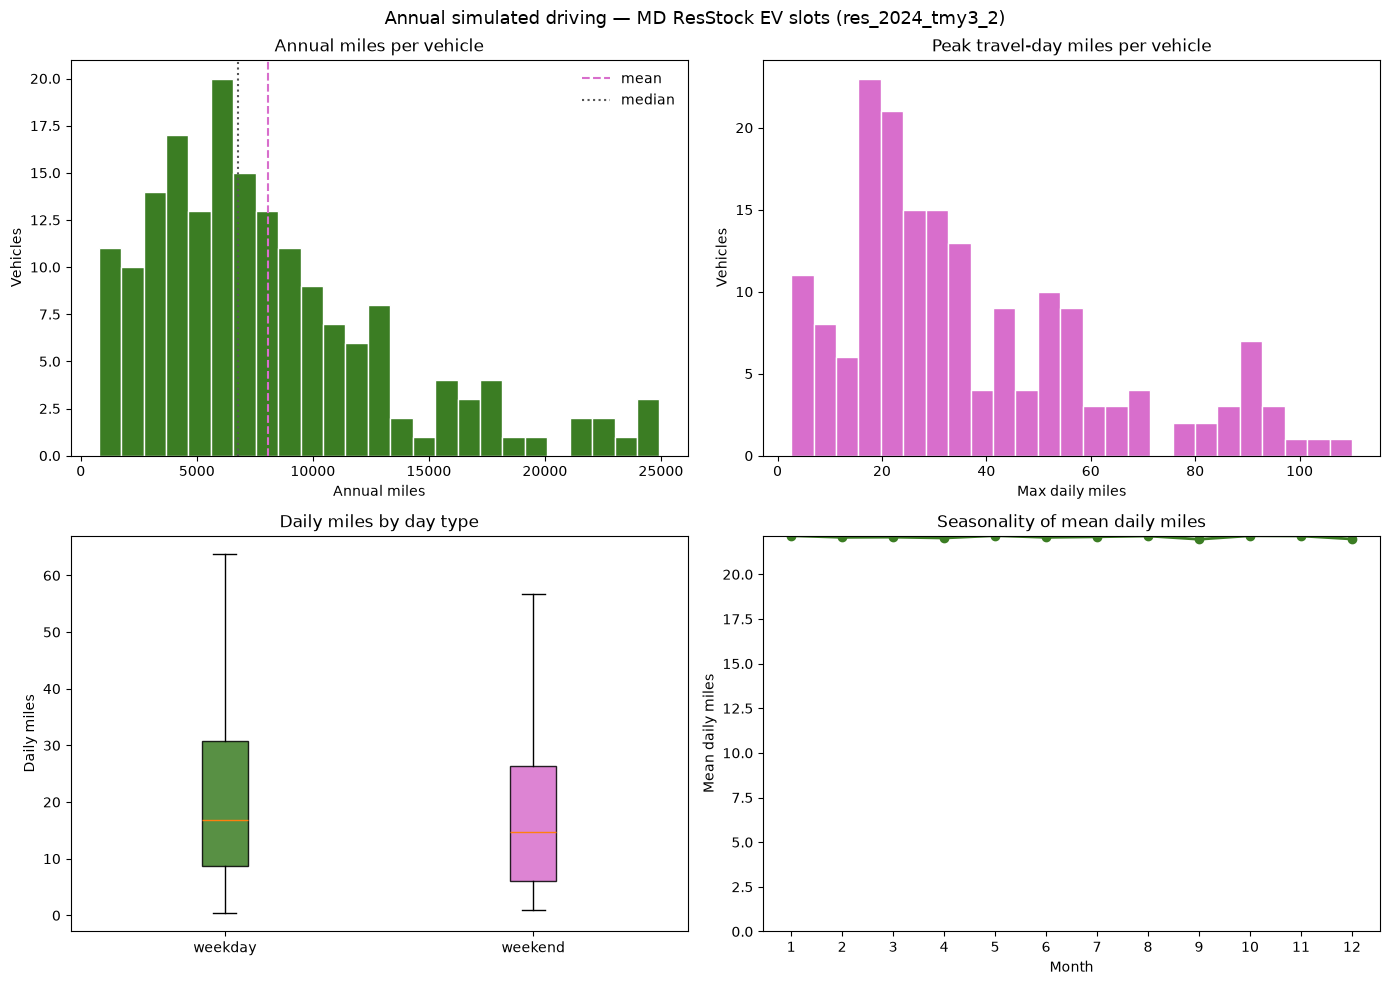 Annual simulated driving — MD ResStock EV slots (res_2024_tmy3_2)
Annual miles per vehicle
20.0
17.5
15.0
12.5
10.0
7.5
5.0
2.5
0.0
Vehicles
mean
median
0 5000 10000 15000 20000 25000
Annual miles
Peak travel-day miles per vehicle
20
15
10
5
0
Vehicles
0 20 40 60 80 100
Max daily miles
Daily miles by day type
60
50
40
30
20
10
0
Daily miles
weekday weekend
Seasonality of mean daily miles
20.0
17.5
15.0
12.5
10.0
7.5
5.0
2.5
0.0
Mean daily miles
1 2 3 4 5 6 7 8 9 10 11 12
Month